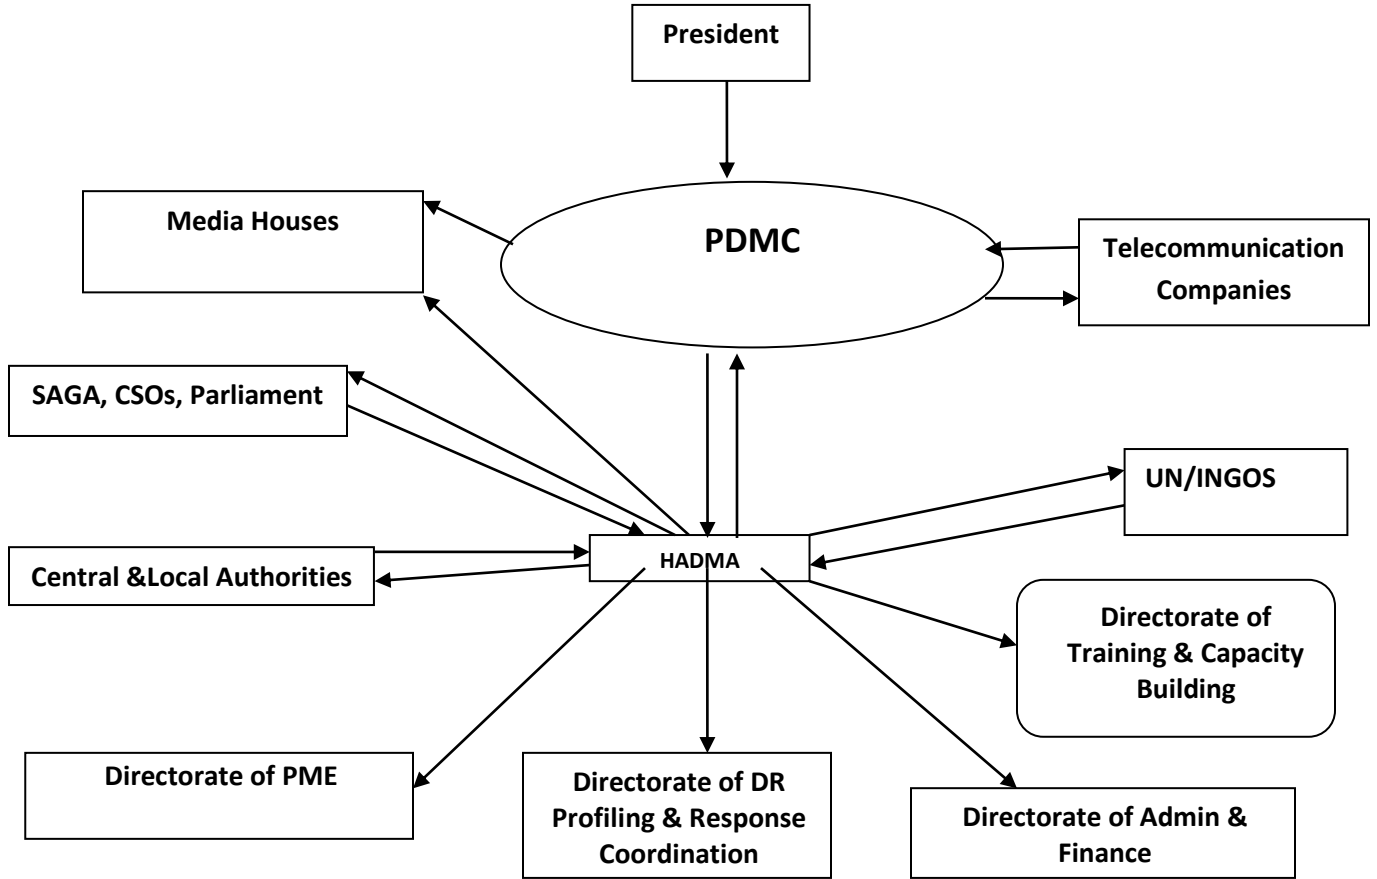 President
Media Houses
PDMC
Telecommunication
Companies
SAGA, CSOs, Parliament
UN/INGOS
HADMA
Central &Local Authorities
Directorate of
Training & Capacity
Building
Directorate of PME
Directorate of DR
Profiling & Response
Coordination
Directorate of Admin &
Finance